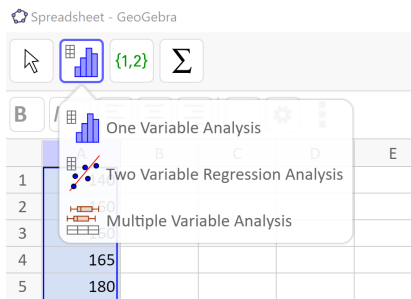 Spreadsheet - GeoGebra
{1,2} Σ
B
One Variable Analysis
Two Variable Regression Analysis
Multiple Variable Analysis
A B C D E
1 140
2
3
4 165
5 180